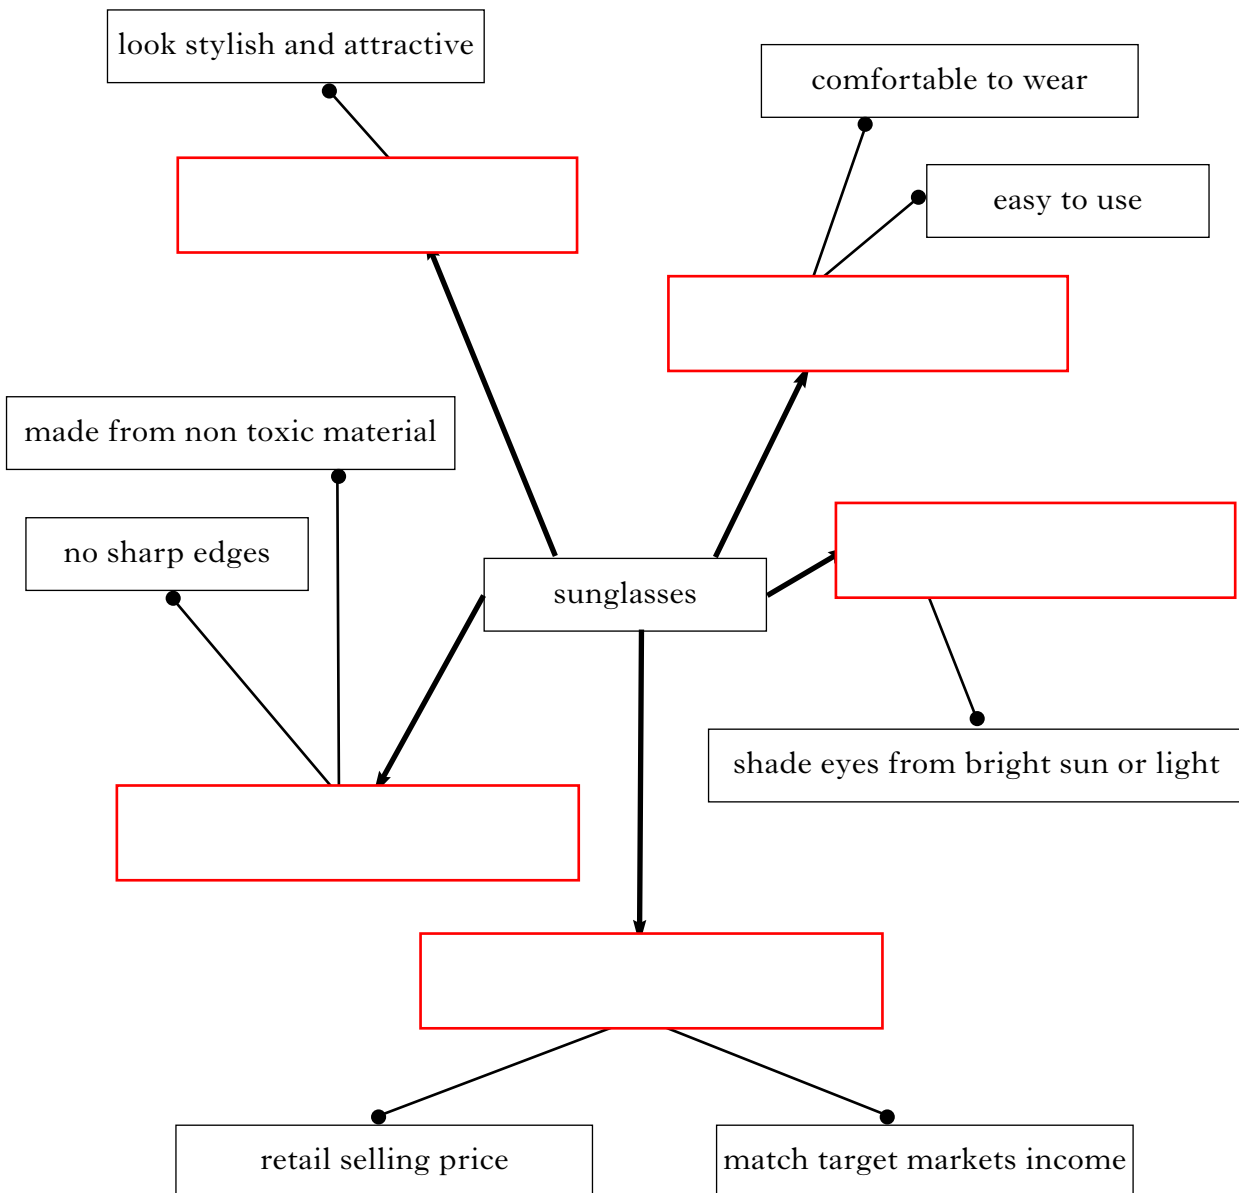 look stylish and attractive
comfortable to wear
easy to use
made from non toxic material
no sharp edges
sunglasses
shade eyes from bright sun or light
retail selling price
match target markets income